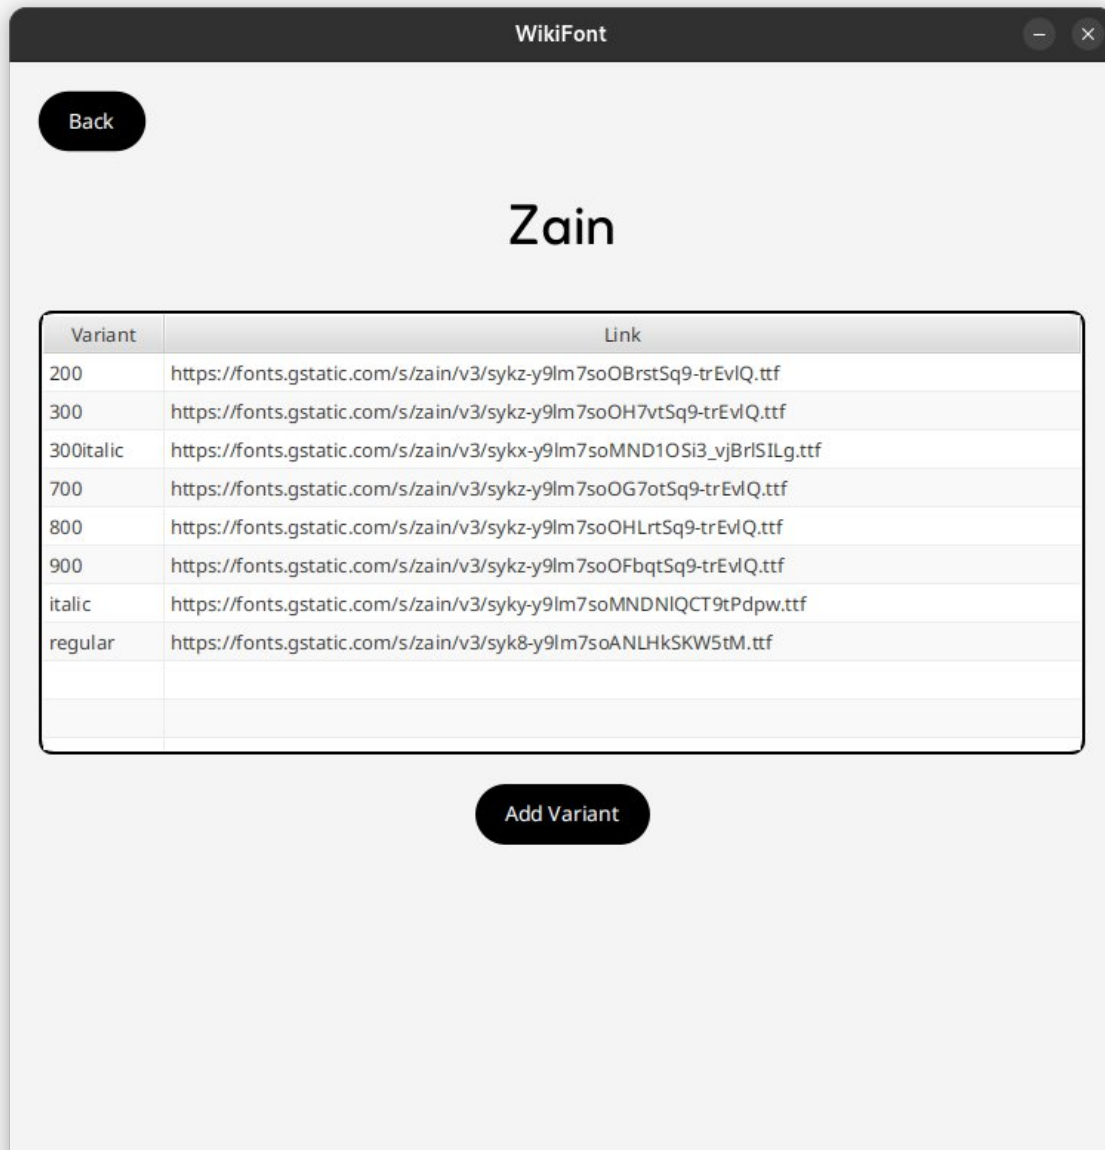 WikiFont
Back
Zain
Variant Link
200 https://fonts.gstatic.com/s/zain/v3/sykz-y9lm7soOBrstSq9-trEvlQ.ttf
300 https://fonts.gstatic.com/s/zain/v3/sykz-y9lm7soOH7vtSq9-trEvlQ.ttf
300italic https://fonts.gstatic.com/s/zain/v3/sykx-y9lm7soMND1OSi3_vjBrlSILg.ttf
700 https://fonts.gstatic.com/s/zain/v3/sykz-y9lm7soOG7otSq9-trEvlQ.ttf
800 https://fonts.gstatic.com/s/zain/v3/sykz-y9lm7soOHLrtSq9-trEvlQ.ttf
900 https://fonts.gstatic.com/s/zain/v3/sykz-y9lm7soOFbqtSq9-trEvlQ.ttf
italic https://fonts.gstatic.com/s/zain/v3/syky-y9lm7soMNDNlQCT9tPdpw.ttf
regular https://fonts.gstatic.com/s/zain/v3/syk8-y9lm7soANLHkSKW5tM.ttf
Add Variant